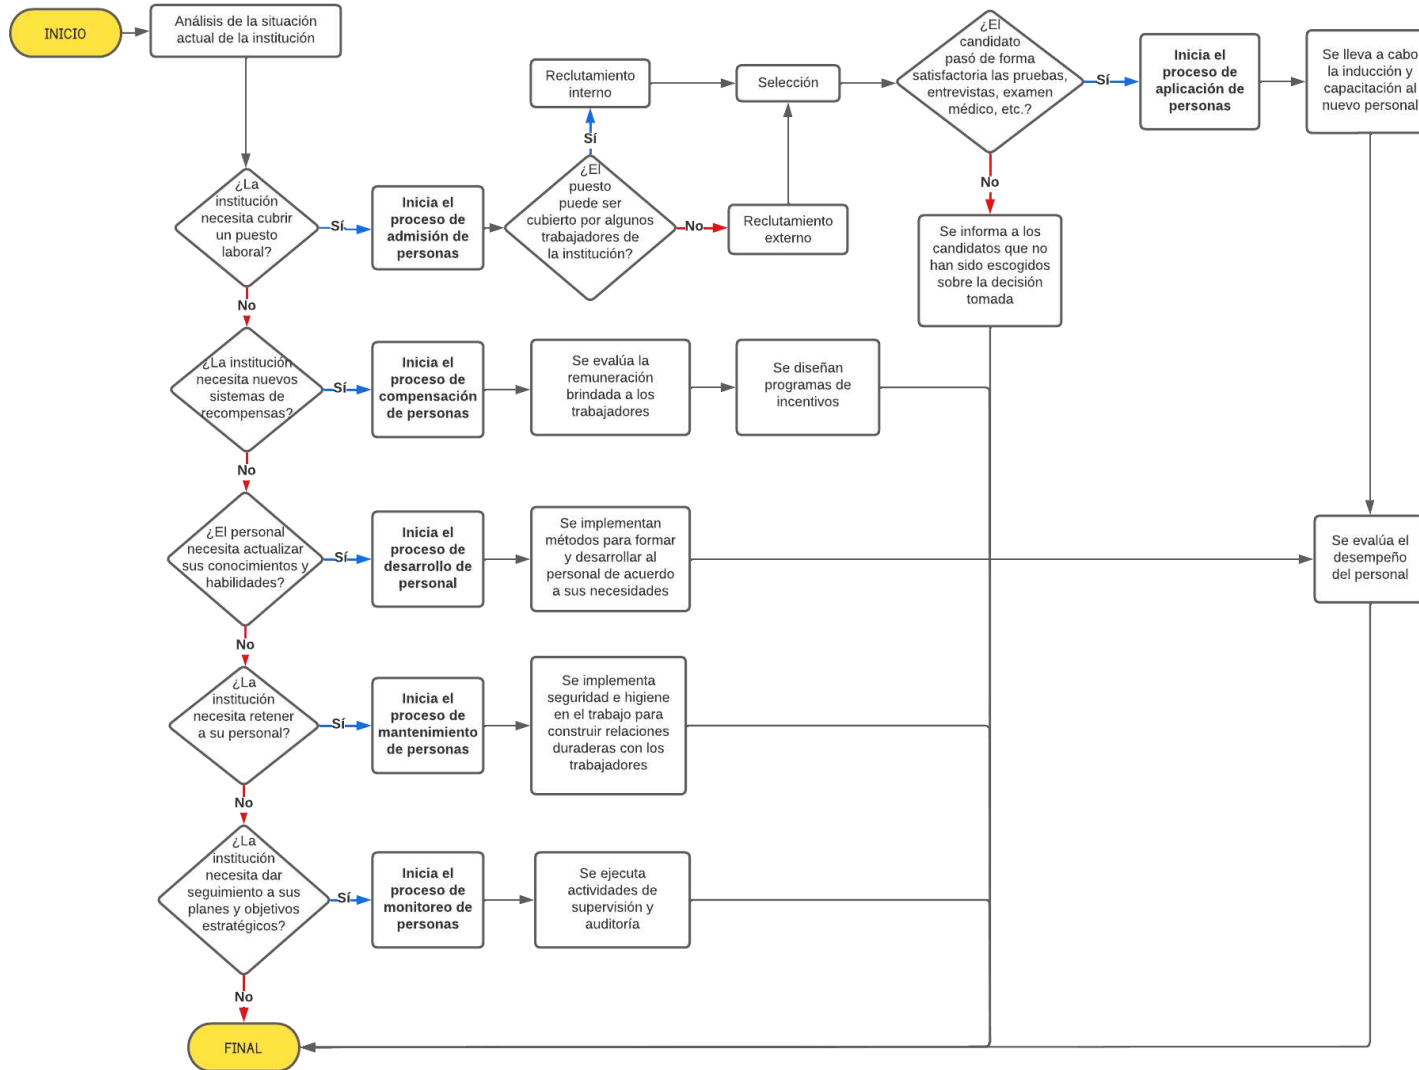 INICIO
Análisis de la situación
actual de la institución
¿La
institución
necesita cubrir
un puesto
laboral?
Sí
Inicia el
proceso de
admisión de
personas
¿El
puesto
puede ser
cubierto por algunos
trabajadores de
la institución?
Sí
Reclutamiento
interno
No
Reclutamiento
externo
Selección
¿El
candidato
pasó de forma
satisfactoria las pruebas,
entrevistas, examen
médico, etc.?
Sí
Inicia el
proceso de
aplicación de
personas
Se lleva a cabo
la inducción y
capacitación al
nuevo personal
No
Se informa a los
candidatos que no
han sido escogidos
sobre la decisión
tomada
No
¿La institución
necesita nuevos
sistemas de
recompensas?
Sí
Inicia el
proceso de
compensación
de personas
Se evalúa la
remuneración
brindada a los
trabajadores
Se diseñan
programas de
incentivos
No
¿El personal
necesita actualizar
sus conocimientos y
habilidades?
Sí
Inicia el
proceso de
desarrollo de
personal
Se implementan
métodos para formar
y desarrollar al
personal de acuerdo
a sus necesidades
Se evalúa el
desempeño
del personal
No
¿La
institución
necesita retener
a su personal?
Sí
Inicia el
proceso de
mantenimiento
de personas
Se implementa
seguridad e higiene
en el trabajo para
construir relaciones
duraderas con los
trabajadores
No
¿La
institución
necesita dar
seguimiento a sus
planes y objetivos
estratégicos?
Sí
Inicia el
proceso de
monitoreo de
personas
Se ejecuta
actividades de
supervisión y
auditoría
No
FINAL